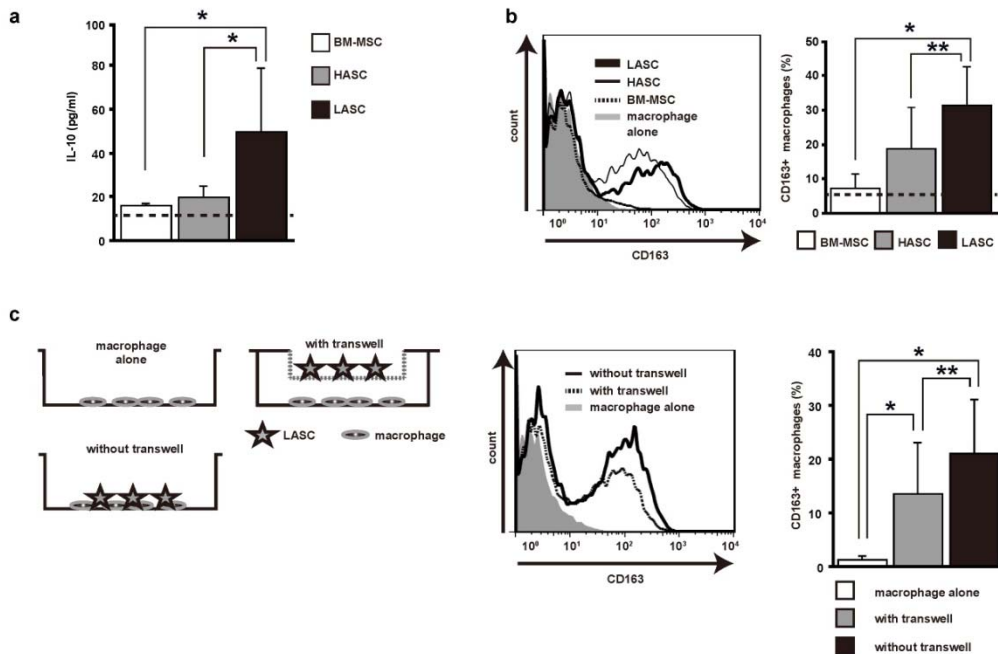 a
100
80
60
40
20
0
IL-10 (pg/ml)
*
*
BM-MSC
HASC
LASC
b
count
LASC
HASC
BM-MSC
macrophage
alone
10⁰ 10¹ 10² 10³ 10⁴
CD163
CD163+ macrophages (%)
50
40
30
20
10
0
*
**
BM-MSC HASC LASC
c
macrophage
alone
with transwell
LASC macrophage
without transwell
count
without transwell
with transwell
macrophage alone
10⁰ 10¹ 10² 10³ 10⁴
CD163
CD163+ macrophages (%)
40
30
20
10
0
*
*
**
macrophage alone
with transwell
without transwell